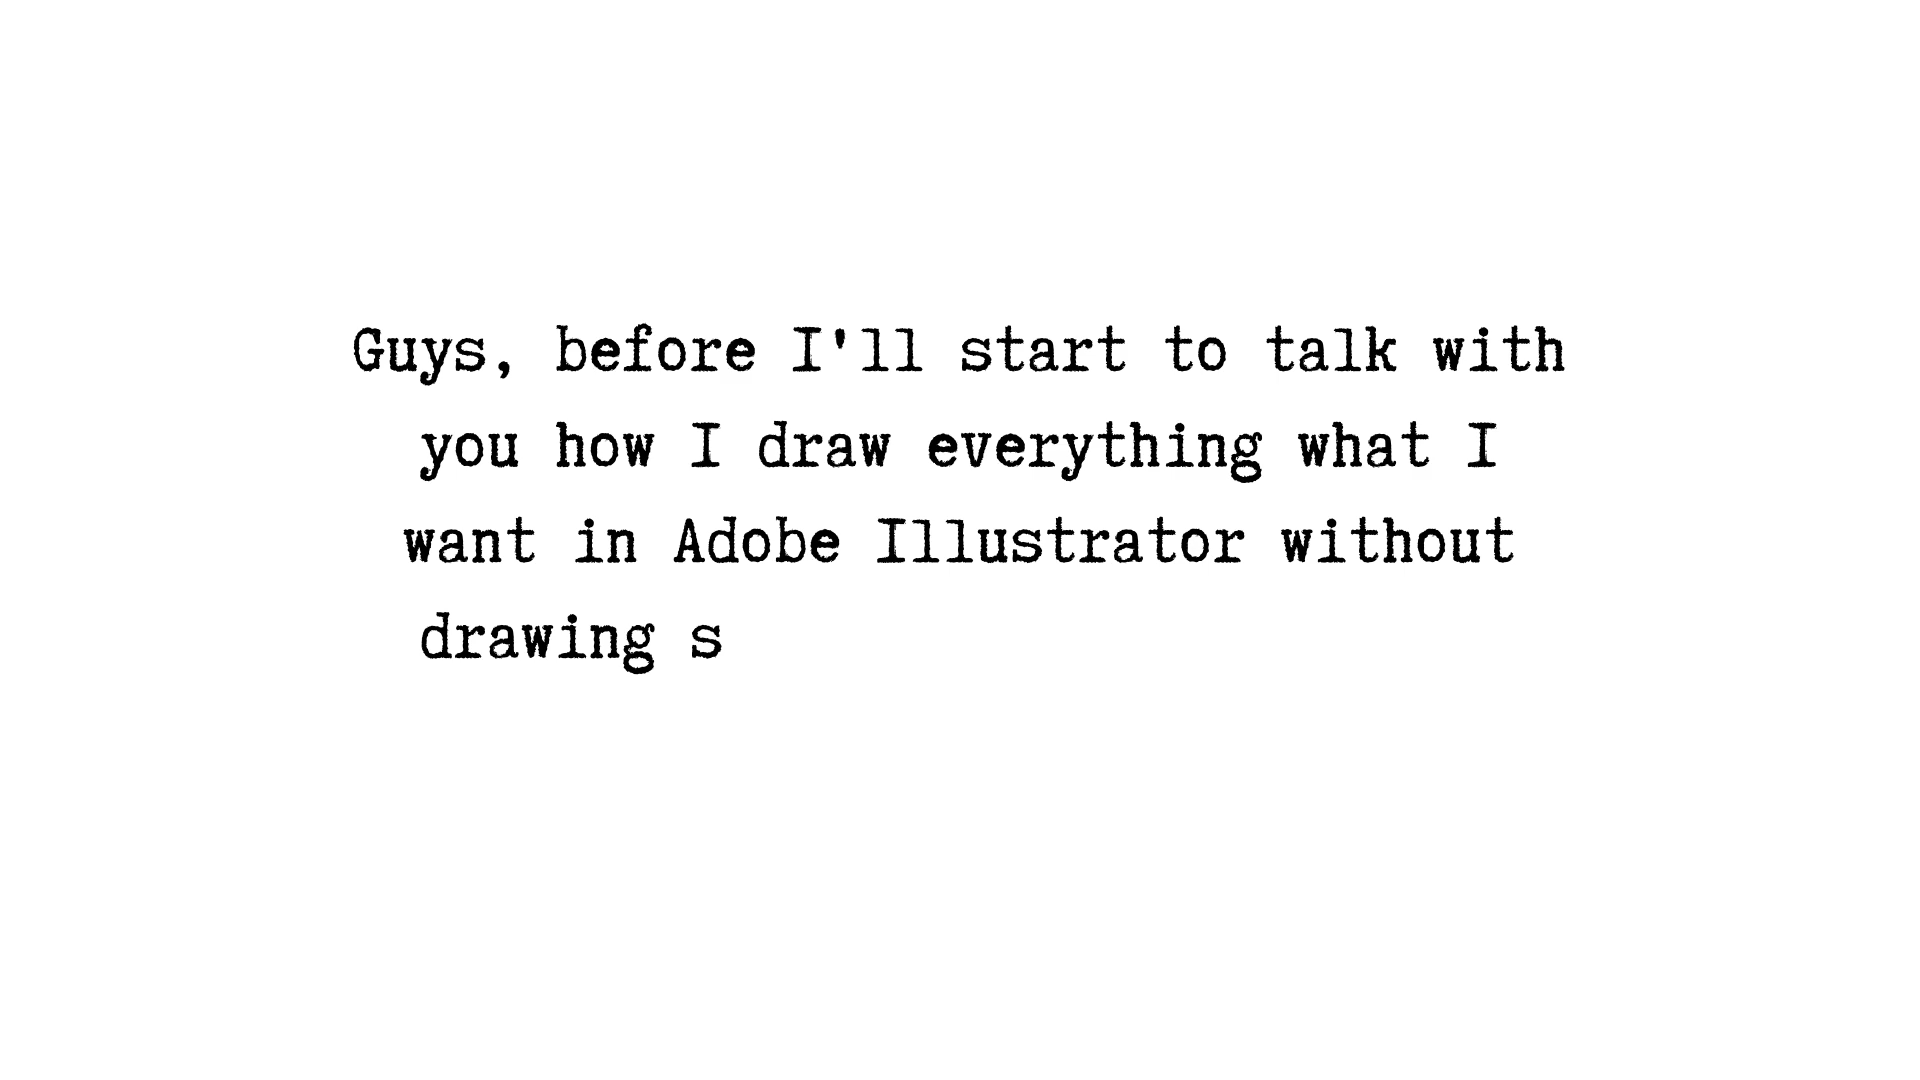 Guys, before I'll start to talk with
you how I draw everything what I
want in Adobe Illustrator without
drawing s